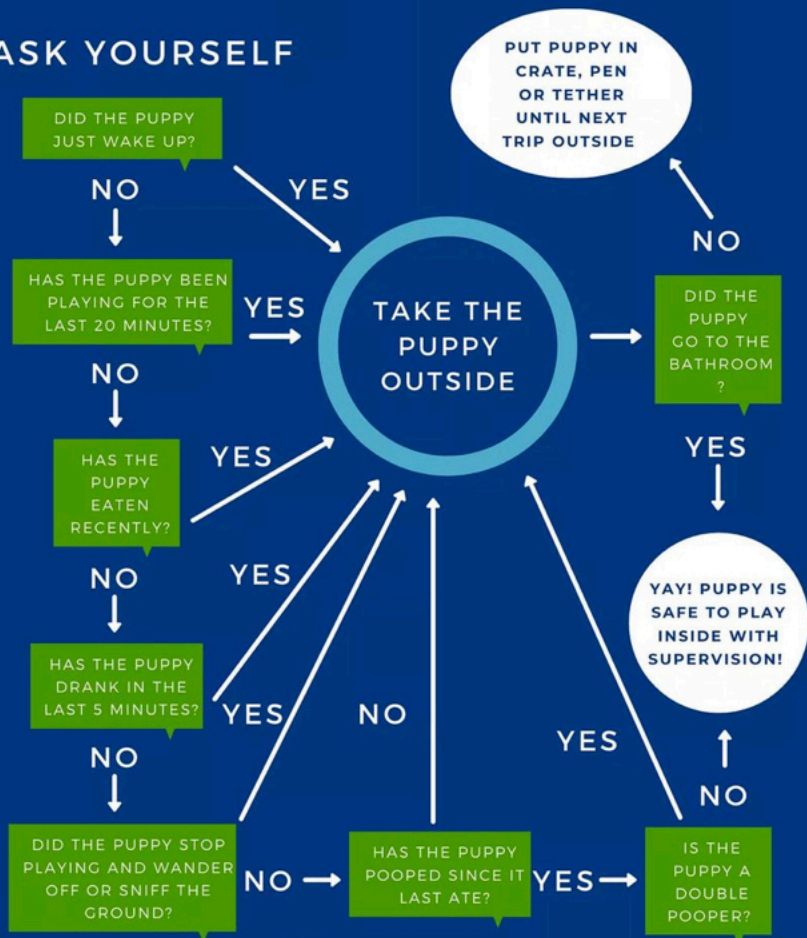 ASK YOURSELF
DID THE PUPPY
JUST WAKE UP?
NO
YES
HAS THE PUPPY BEEN
PLAYING FOR THE
LAST 20 MINUTES?
YES
NO
HAS THE
PUPPY
EATEN
RECENTLY?
YES
NO
HAS THE PUPPY
DRANK IN THE
LAST 5 MINUTES?
YES
NO
DID THE PUPPY STOP
PLAYING AND WANDER
OFF OR SNIFF THE
GROUND?
YES
NO
HAS THE PUPPY
POOPED SINCE IT
LAST ATE?
NO
YES
IS THE
PUPPY A
DOUBLE
POOPER?
YES
NO
TAKE THE
PUPPY
OUTSIDE
DID THE
PUPPY
GO TO THE
BATHROOM
?
NO
PUT PUPPY IN
CRATE, PEN
OR TETHER
UNTIL NEXT
TRIP OUTSIDE
YES
YAY! PUPPY IS
SAFE TO PLAY
INSIDE WITH
SUPERVISION!